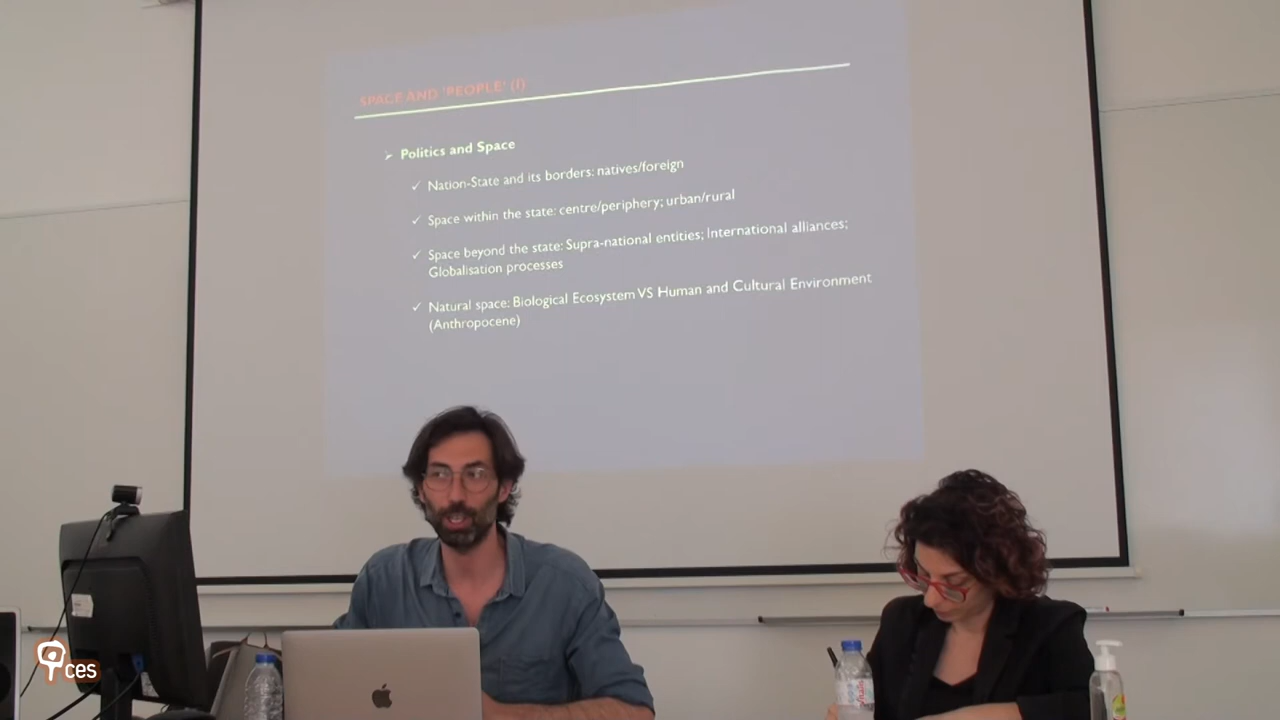 SPACE AND 'PEOPLE' (I)
➢ Politics and Space
✓ Nation-State and its borders: natives/foreign
✓ Space within the state: centre/periphery; urban/rural
✓ Space beyond the state: Supra-national entities; International alliances;
Globalisation processes
✓ Natural space: Biological Ecosystem VS Human and Cultural Environment
(Anthropocene)
ces